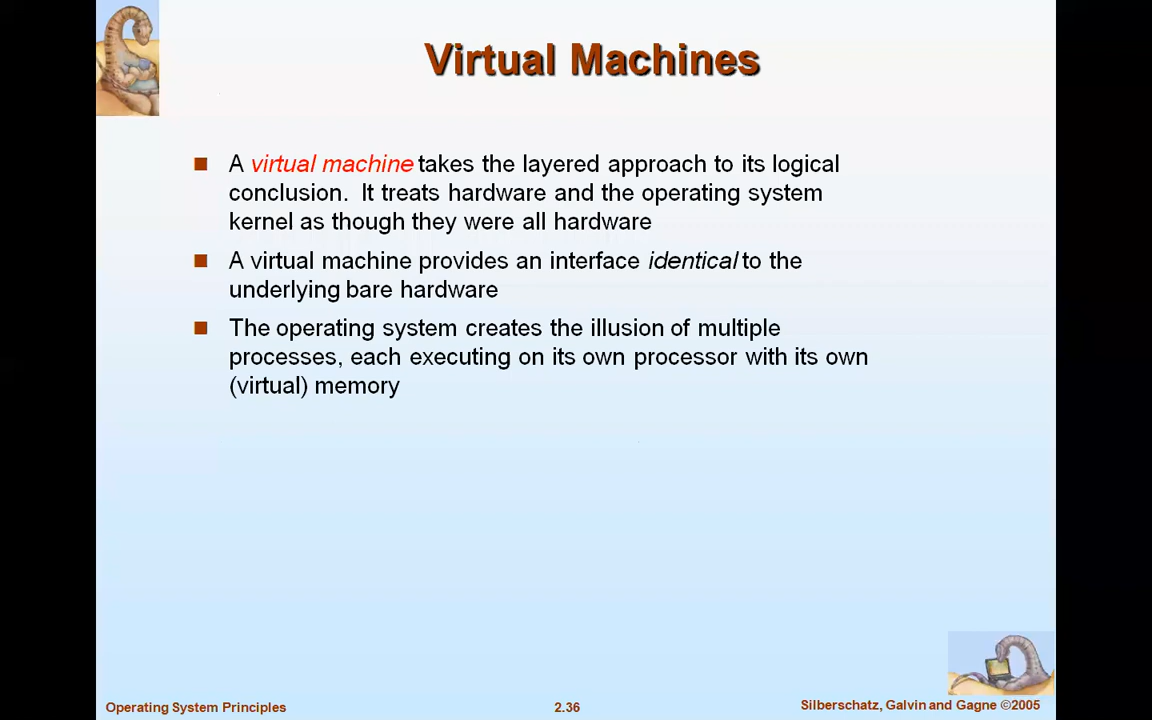 Virtual Machines
A virtual machine takes the layered approach to its logical
conclusion.  It treats hardware and the operating system
kernel as though they were all hardware
A virtual machine provides an interface identical to the
underlying bare hardware
The operating system creates the illusion of multiple
processes, each executing on its own processor with its own
(virtual) memory
Operating System Principles
2.36
Silberschatz, Galvin and Gagne ©2005